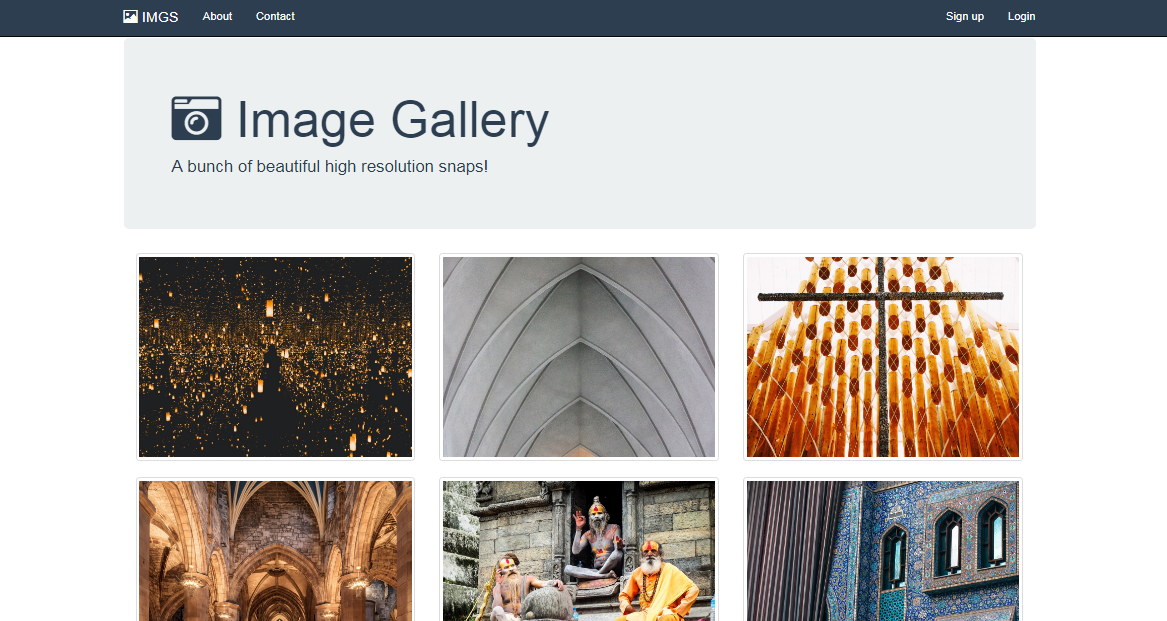 IMGS About Contact Sign up Login
Image Gallery
A bunch of beautiful high resolution snaps!